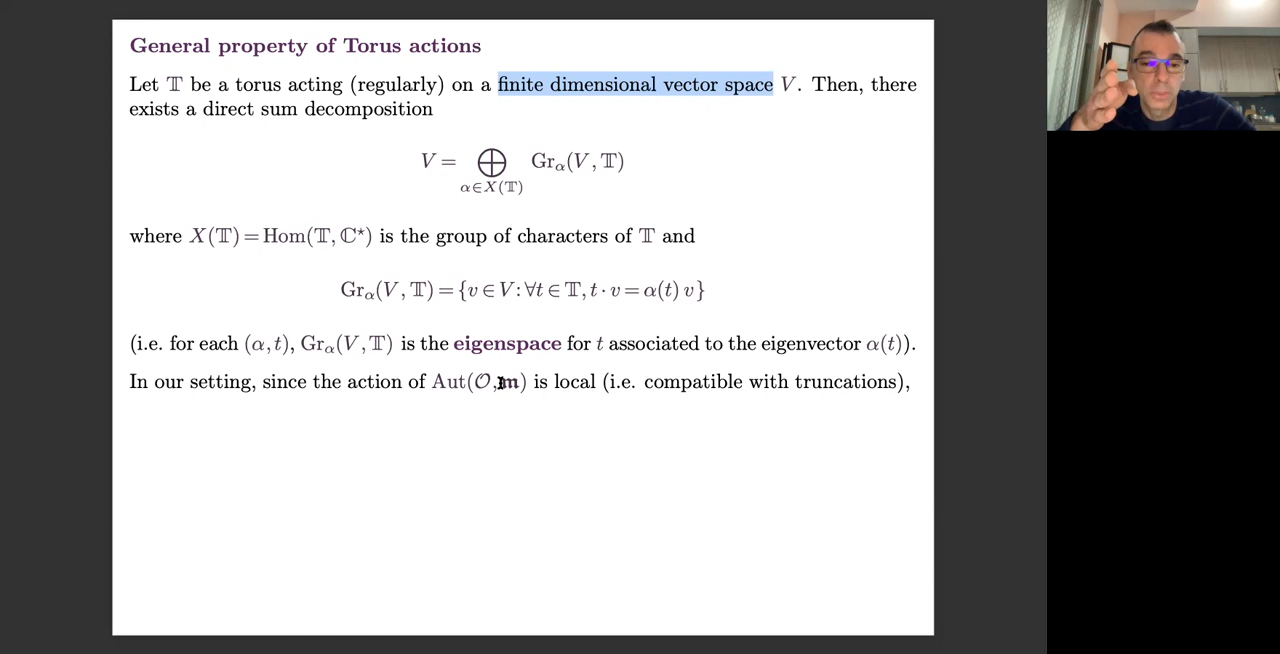 General property of Torus actions
Let 𝕋 be a torus acting (regularly) on a finite dimensional vector space V. Then, there
exists a direct sum decomposition
V = ⊕ Gr_α(V, 𝕋)
α∈X(𝕋)
where X(𝕋) = Hom(𝕋, ℂ*) is the group of characters of 𝕋 and
Gr_α(V, 𝕋) = {v ∈ V: ∀t ∈ 𝕋, t · v = α(t) v}
(i.e. for each (α, t), Gr_α(V, 𝕋) is the eigenspace for t associated to the eigenvector α(t)).
In our setting, since the action of Aut(𝒪, 𝔪) is local (i.e. compatible with truncations),